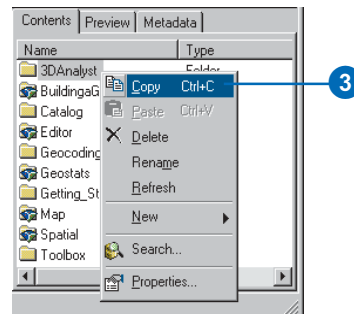 Contents Preview Metadata
Name Type
3DAnalyst Folder
BuildingaG
Catalog
Editor
Geocoding
Geostats
Getting_St
Map
Spatial
Toolbox
Copy Ctrl+C
Paste Ctrl+V
Delete
Rename
Refresh
New
Search...
Properties...
3